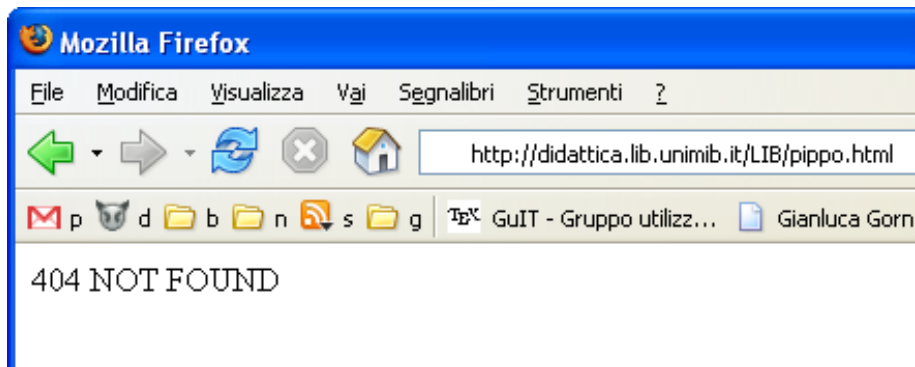 Mozilla Firefox
File Modifica Visualizza Vai Segnalibri Strumenti ?
http://didattica.lib.unimib.it/LIB/pippo.html
p d b n s g TEX GuIT - Gruppo utilizz... Gianluca Gorn
404 NOT FOUND